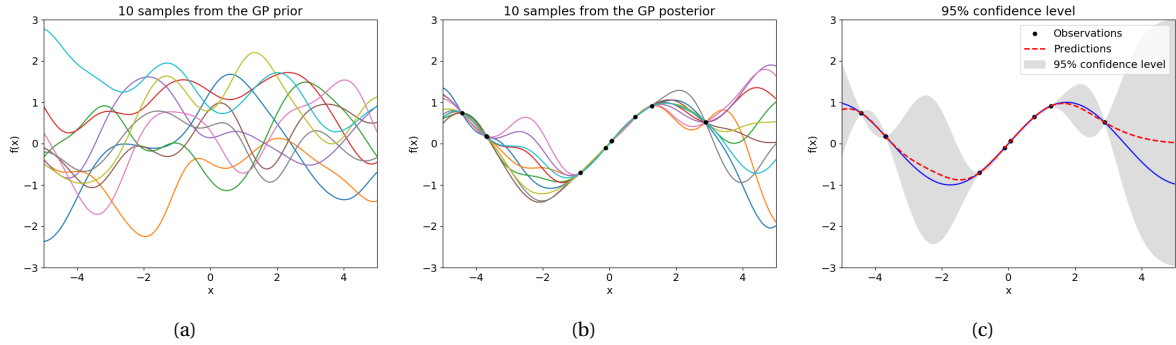 10 samples from the GP prior
3
2
1
0
−1
−2
−3
f(x)
−4
−2
0
2
4
x
(a)
10 samples from the GP posterior
3
2
1
0
−1
−2
−3
f(x)
−4
−2
0
2
4
x
(b)
95% confidence level
Observations
Predictions
95% confidence level
3
2
1
0
−1
−2
−3
f(x)
−4
−2
0
2
4
x
(c)